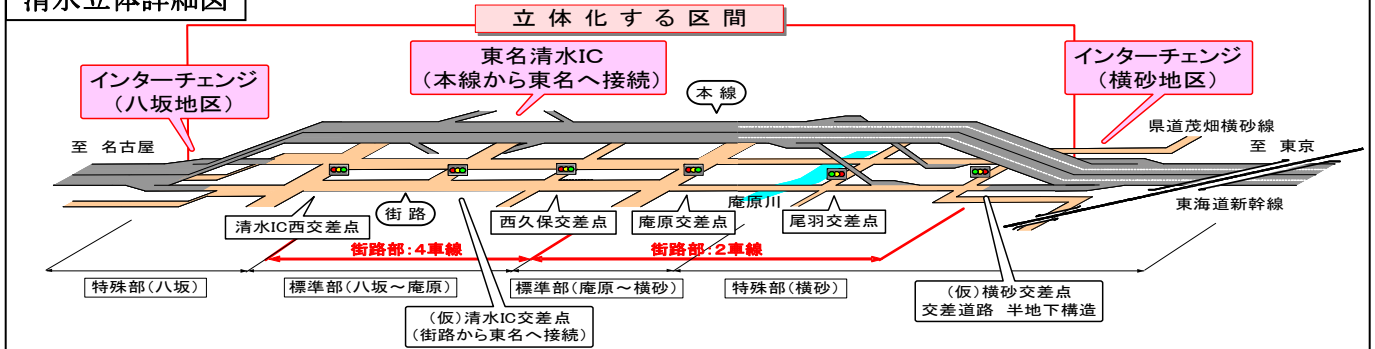 清水立体詳細図
立体化する区間
インターチェンジ
(八坂地区)
東名清水IC
(本線から東名へ接続)
インターチェンジ
(横砂地区)
本線
県道茂畑横砂線
至 名古屋
至 東京
東海道新幹線
清水IC西交差点
街路
西久保交差点
庵原交差点
庵原川
尾羽交差点
街路部:4車線
街路部:2車線
特殊部(八坂)
標準部(八坂~庵原)
標準部(庵原~横砂)
特殊部(横砂)
(仮)清水IC交差点
(街路から東名へ接続)
(仮)横砂交差点
交差道路 半地下構造